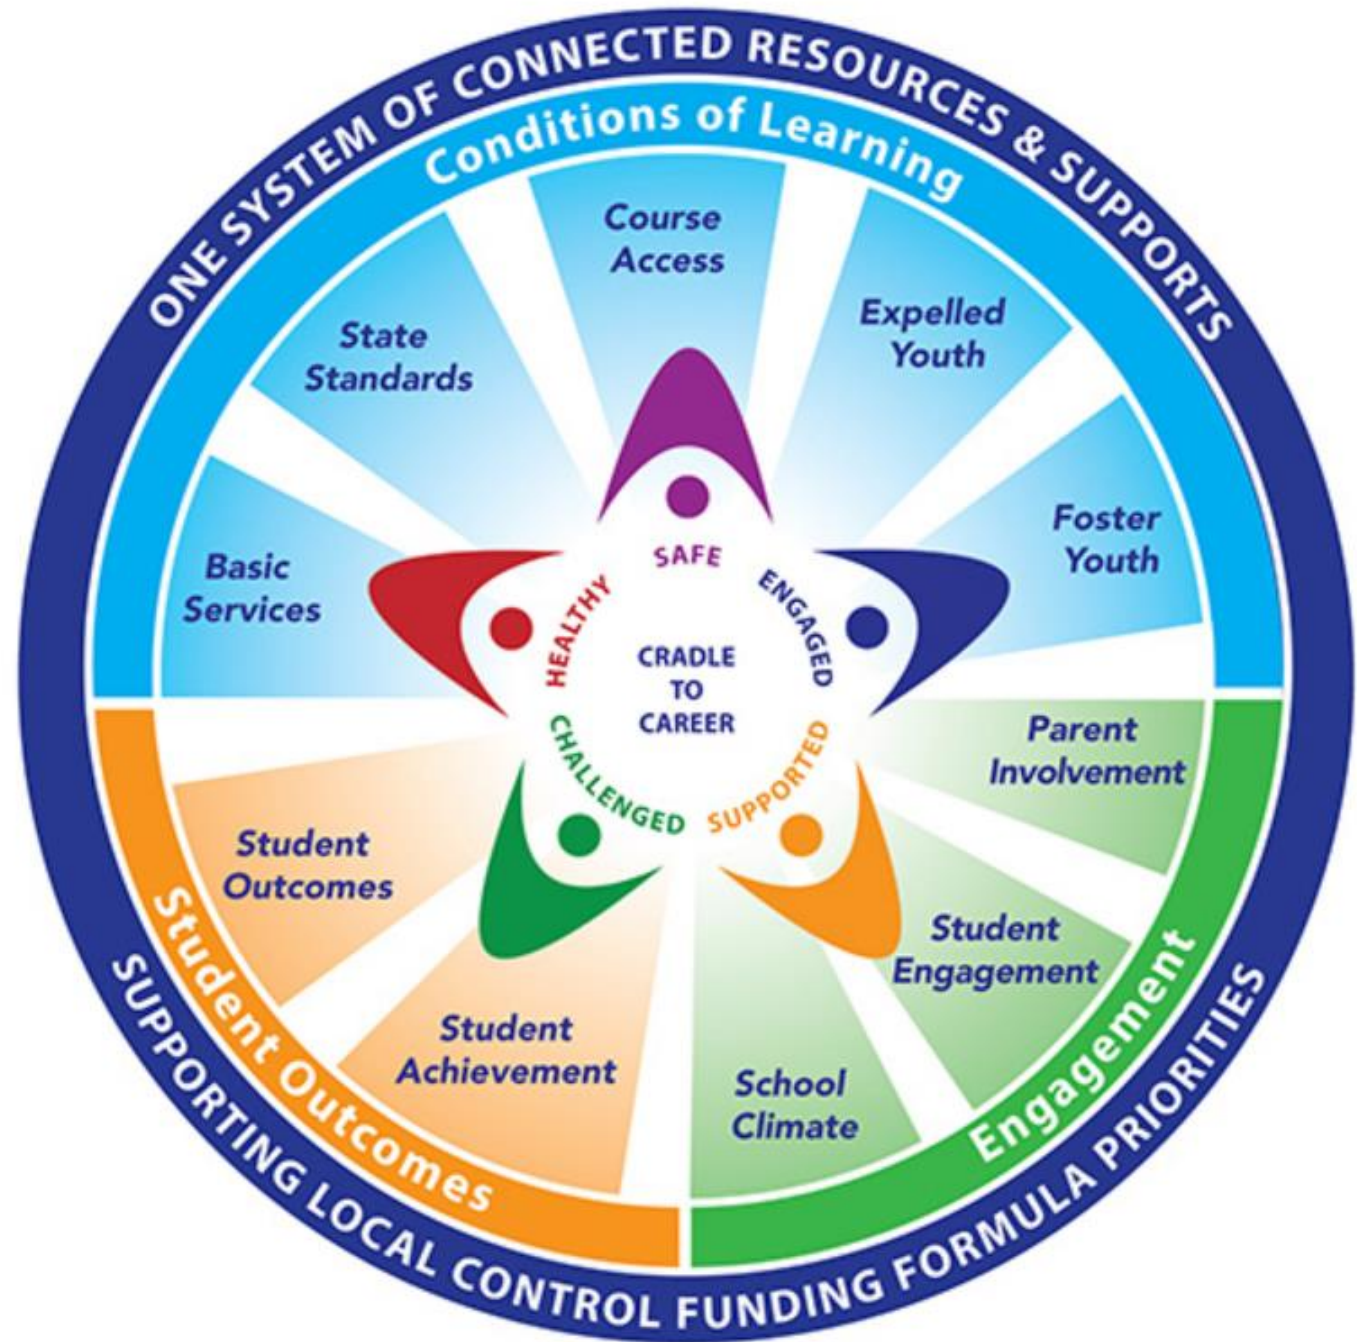 ONE SYSTEM OF CONNECTED RESOURCES & SUPPORTS
Conditions of Learning
Course
Access
State
Standards
Expelled
Youth
Basic
Services
Foster
Youth
SAFE
HEALTHY
ENGAGED
CRADLE
TO
CAREER
CHALLENGED
SUPPORTED
Parent
Involvement
Student
Outcomes
Student
Engagement
Student
Achievement
School
Climate
Student Outcomes
Engagement
SUPPORTING LOCAL CONTROL FUNDING FORMULA PRIORITIES